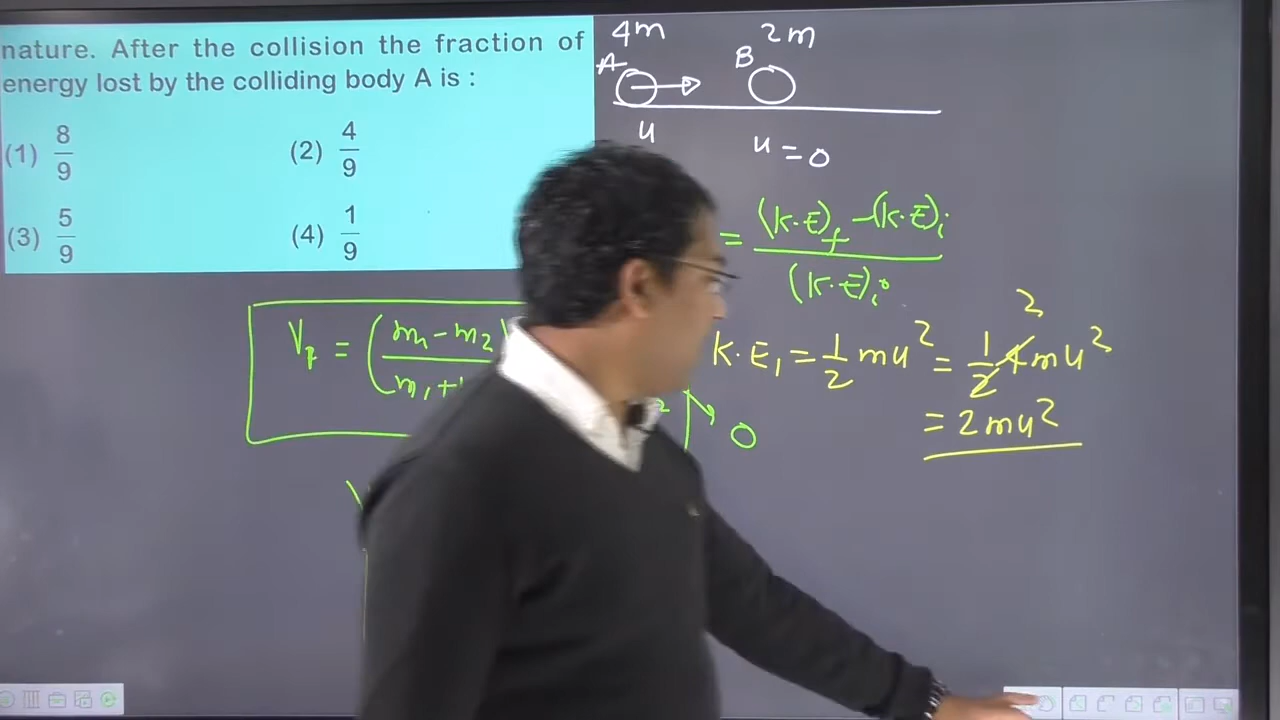 nature. After the collision the fraction of
energy lost by the colliding body A is :
(1) 8/9 (2) 4/9
(3) 5/9 (4) 1/9
4m 2m
A B
u u = 0
= (K·E)f - (K·E)i / (K·E)i
m1 - m2
m1 +
K·E1 = 1/2 mu² = 1/2 4mu² 2
= 2mu²
0